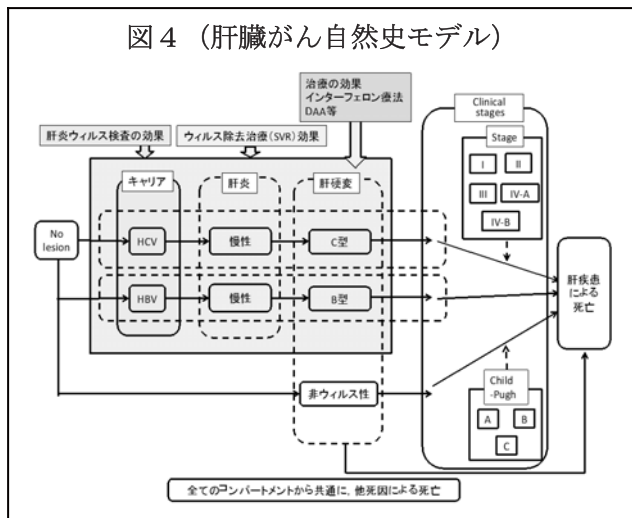 図４（肝臓がん自然史モデル）
治療の効果
インターフェロン療法
DAA等
肝炎ウィルス検査の効果
ウィルス除去治療(SVR)効果
Clinical
stages
Stage
I
II
III
IV-A
IV-B
キャリア
肝炎
肝硬変
No
lesion
HCV
慢性
C型
HBV
慢性
B型
肝疾患
による
死亡
非ウィルス性
Child
-Pugh
A
B
C
全てのコンパートメントから共通に，他死因による死亡